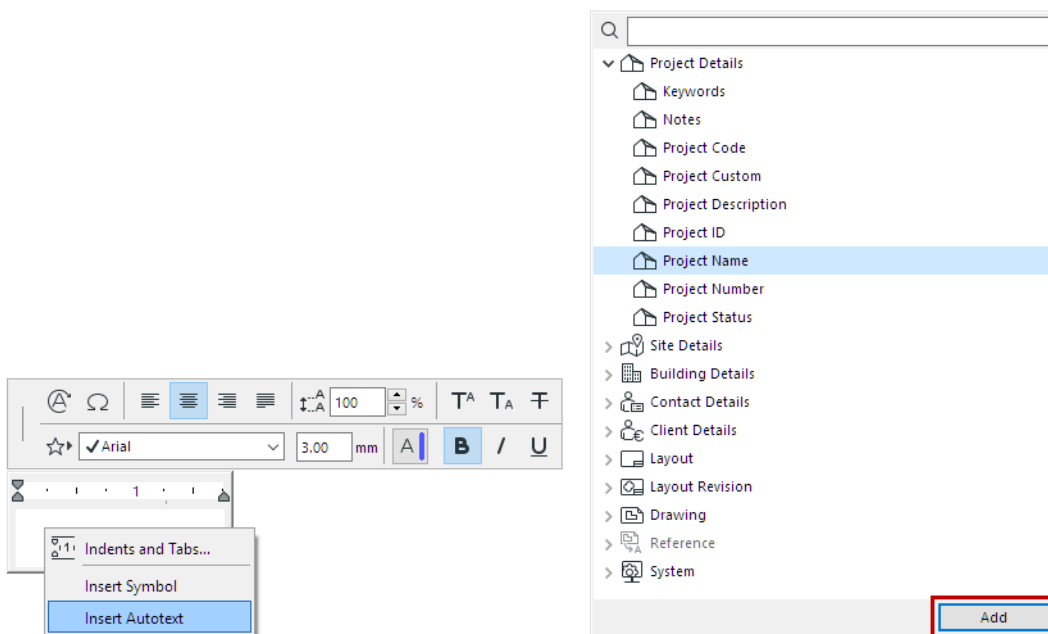 100 %
Arial
3.00 mm A B I U
1
Indents and Tabs...
Insert Symbol
Insert Autotext
Project Details
Keywords
Notes
Project Code
Project Custom
Project Description
Project ID
Project Name
Project Number
Project Status
Site Details
Building Details
Contact Details
Client Details
Layout
Layout Revision
Drawing
Reference
System
Add